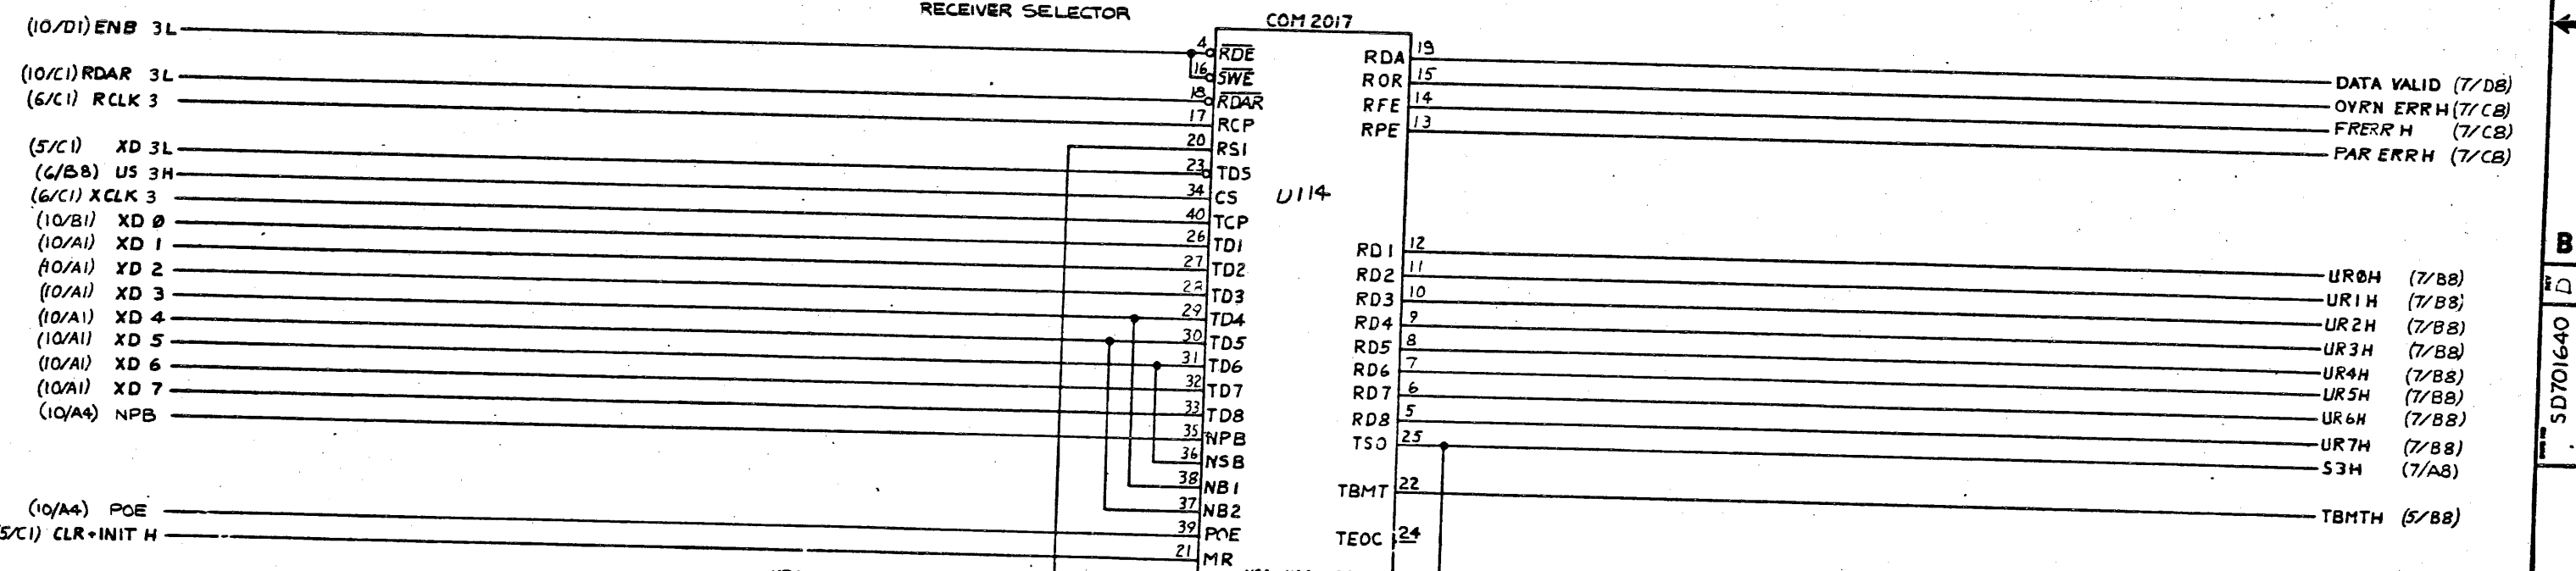 RECEIVER SELECTOR
COM 2017
(10/D1) ENB 3L
(10/C1) RDAR 3L
(6/C1) RCLK 3
(5/C1) XD 3L
(6/B8) US 3H
(6/C1) XCLK 3
(10/B1) XD 0
(10/A1) XD 1
(10/A1) XD 2
(10/A1) XD 3
(10/A1) XD 4
(10/A1) XD 5
(10/A1) XD 6
(10/A1) XD 7
(10/A4) NPB
(10/A4) POE
5/C1) CLR+INIT H
4 RDE
16 SWE
18 RDAR
17 RCP
20 RSI
23 TDS
34 CS
40 TCP
26 TD1
27 TD2
28 TD3
29 TD4
30 TD5
31 TD6
32 TD7
33 TD8
35 NPB
36 NSB
38 NB1
37 NB2
39 POE
21 MR
U114
RDA 19
ROR 15
RFE 14
RPE 13
RD1 12
RD2 11
RD3 10
RD4 9
RD5 8
RD6 7
RD7 6
RD8 5
TSO 25
TBMT 22
TEOC 24
DATA VALID (7/D8)
OVRN ERR H (7/C8)
FRERR H (7/C8)
PAR ERR H (7/C8)
UR0H (7/B8)
UR1H (7/B8)
UR2H (7/B8)
UR3H (7/B8)
UR4H (7/B8)
UR5H (7/B8)
UR6H (7/B8)
UR7H (7/B8)
S3H (7/A8)
TBMTH (5/B8)
B
REV D
SD701640